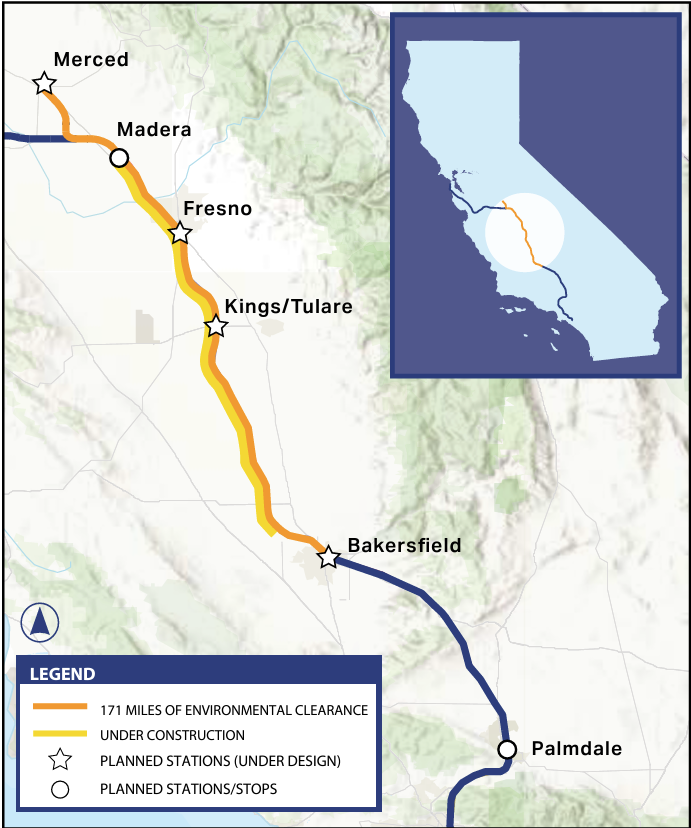 Merced
Madera
Fresno
Kings/Tulare
Bakersfield
Palmdale
LEGEND
171 MILES OF ENVIRONMENTAL CLEARANCE
UNDER CONSTRUCTION
PLANNED STATIONS (UNDER DESIGN)
PLANNED STATIONS/STOPS